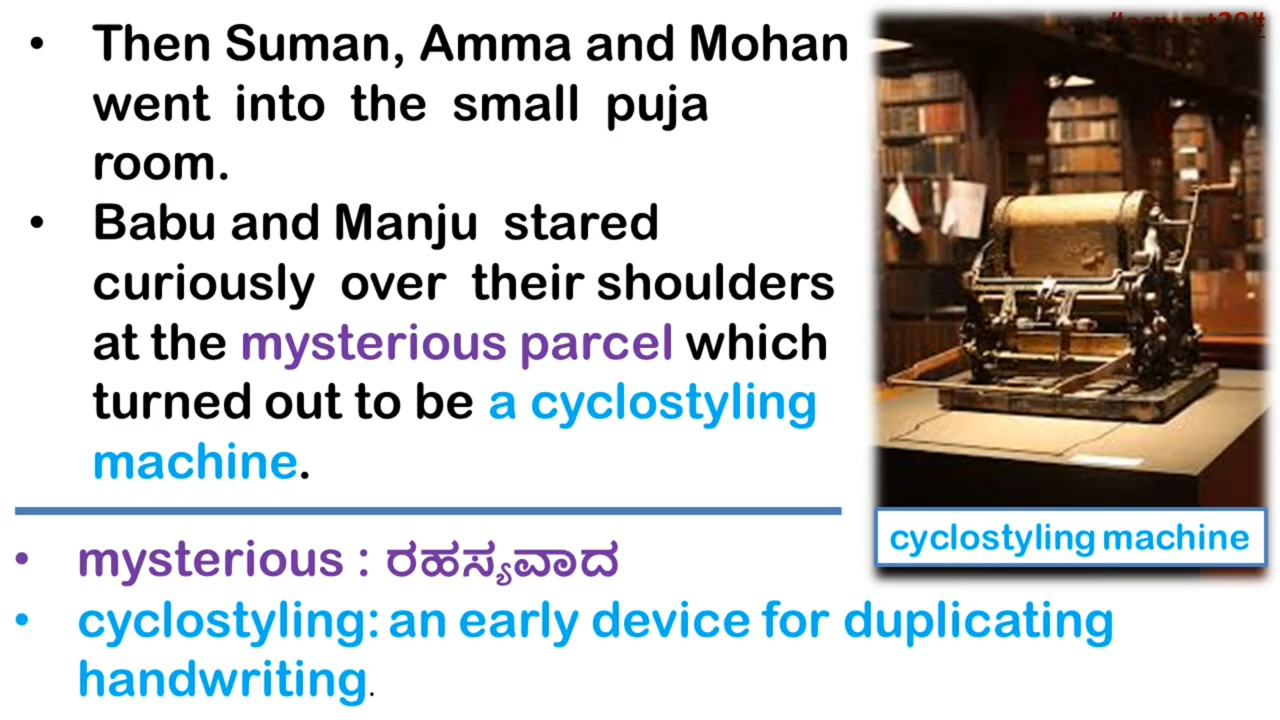 • Then Suman, Amma and Mohan
went into the small puja
room.
• Babu and Manju stared
curiously over their shoulders
at the mysterious parcel which
turned out to be a cyclostyling
machine.
cyclostyling machine
• mysterious : ರಹಸ್ಯವಾದ
• cyclostyling: an early device for duplicating
handwriting.